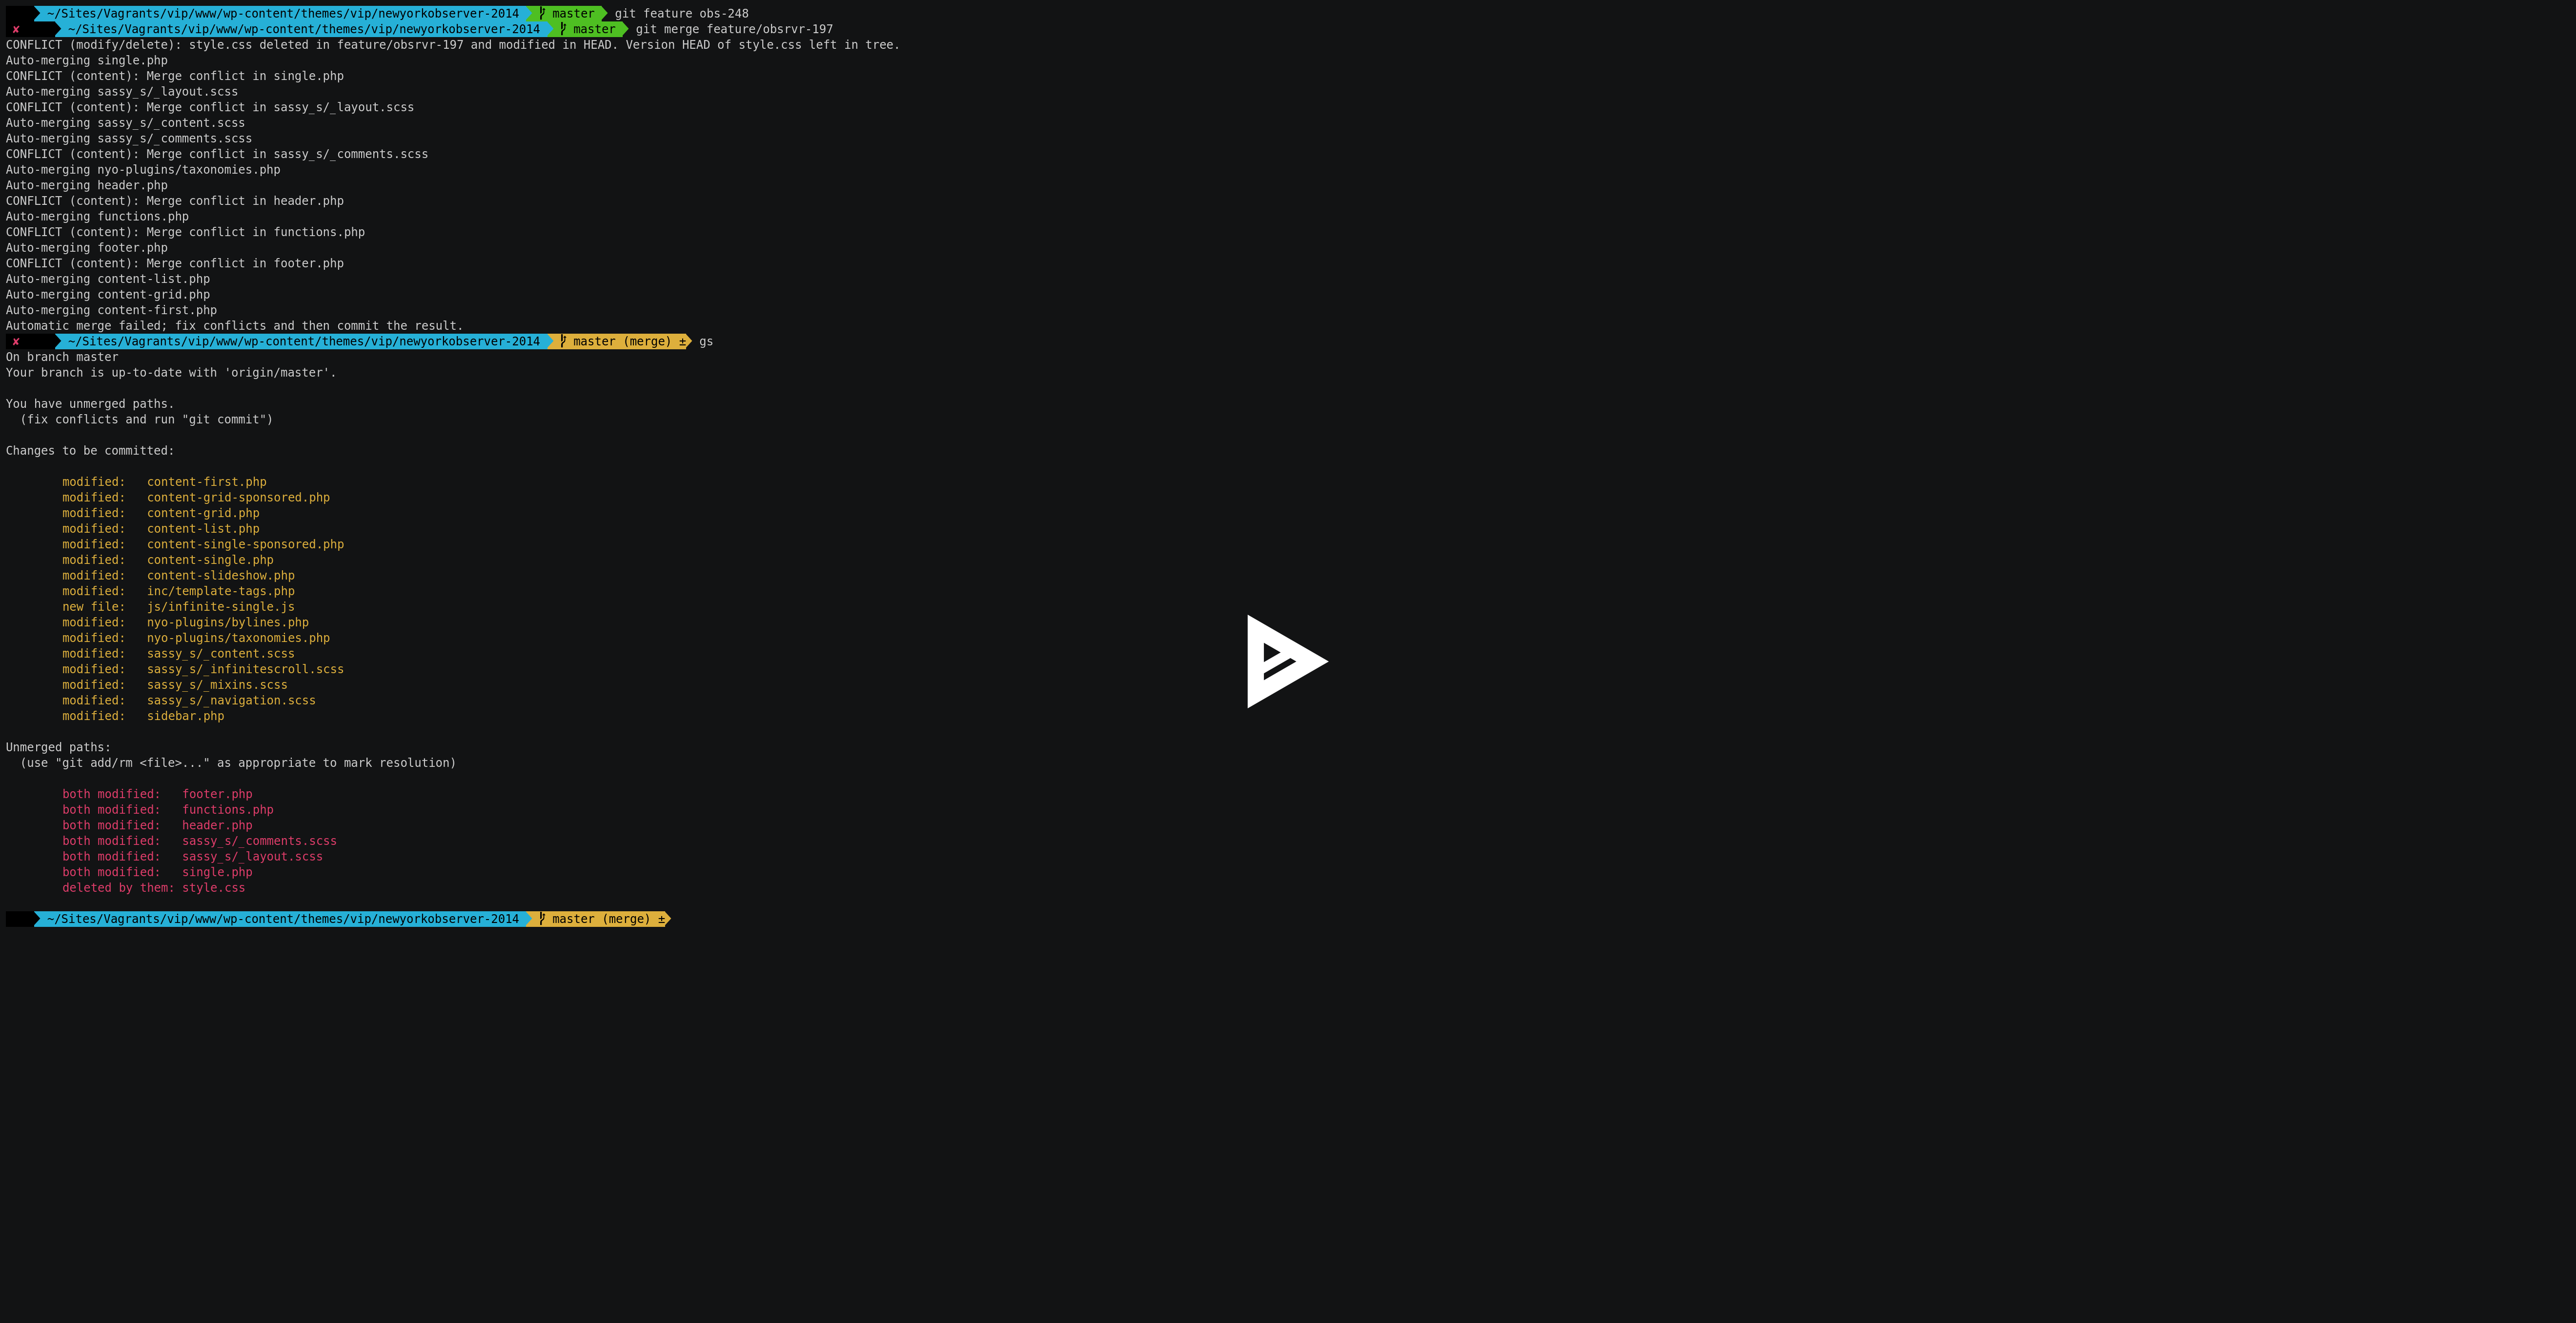 ~/Sites/Vagrants/vip/www/wp-content/themes/vip/newyorkobserver-2014 master git feature obs-248
✘ ~/Sites/Vagrants/vip/www/wp-content/themes/vip/newyorkobserver-2014 master git merge feature/obsrvr-197
CONFLICT (modify/delete): style.css deleted in feature/obsrvr-197 and modified in HEAD. Version HEAD of style.css left in tree.
Auto-merging single.php
CONFLICT (content): Merge conflict in single.php
Auto-merging sassy_s/_layout.scss
CONFLICT (content): Merge conflict in sassy_s/_layout.scss
Auto-merging sassy_s/_content.scss
Auto-merging sassy_s/_comments.scss
CONFLICT (content): Merge conflict in sassy_s/_comments.scss
Auto-merging nyo-plugins/taxonomies.php
Auto-merging header.php
CONFLICT (content): Merge conflict in header.php
Auto-merging functions.php
CONFLICT (content): Merge conflict in functions.php
Auto-merging footer.php
CONFLICT (content): Merge conflict in footer.php
Auto-merging content-list.php
Auto-merging content-grid.php
Auto-merging content-first.php
Automatic merge failed; fix conflicts and then commit the result.
✘ ~/Sites/Vagrants/vip/www/wp-content/themes/vip/newyorkobserver-2014 master (merge) ± gs
On branch master
Your branch is up-to-date with 'origin/master'.
You have unmerged paths.
(fix conflicts and run "git commit")
Changes to be committed:
modified: content-first.php
modified: content-grid-sponsored.php
modified: content-grid.php
modified: content-list.php
modified: content-single-sponsored.php
modified: content-single.php
modified: content-slideshow.php
modified: inc/template-tags.php
new file: js/infinite-single.js
modified: nyo-plugins/bylines.php
modified: nyo-plugins/taxonomies.php
modified: sassy_s/_content.scss
modified: sassy_s/_infinitescroll.scss
modified: sassy_s/_mixins.scss
modified: sassy_s/_navigation.scss
modified: sidebar.php
Unmerged paths:
(use "git add/rm <file>..." as appropriate to mark resolution)
both modified: footer.php
both modified: functions.php
both modified: header.php
both modified: sassy_s/_comments.scss
both modified: sassy_s/_layout.scss
both modified: single.php
deleted by them: style.css
~/Sites/Vagrants/vip/www/wp-content/themes/vip/newyorkobserver-2014 master (merge) ±